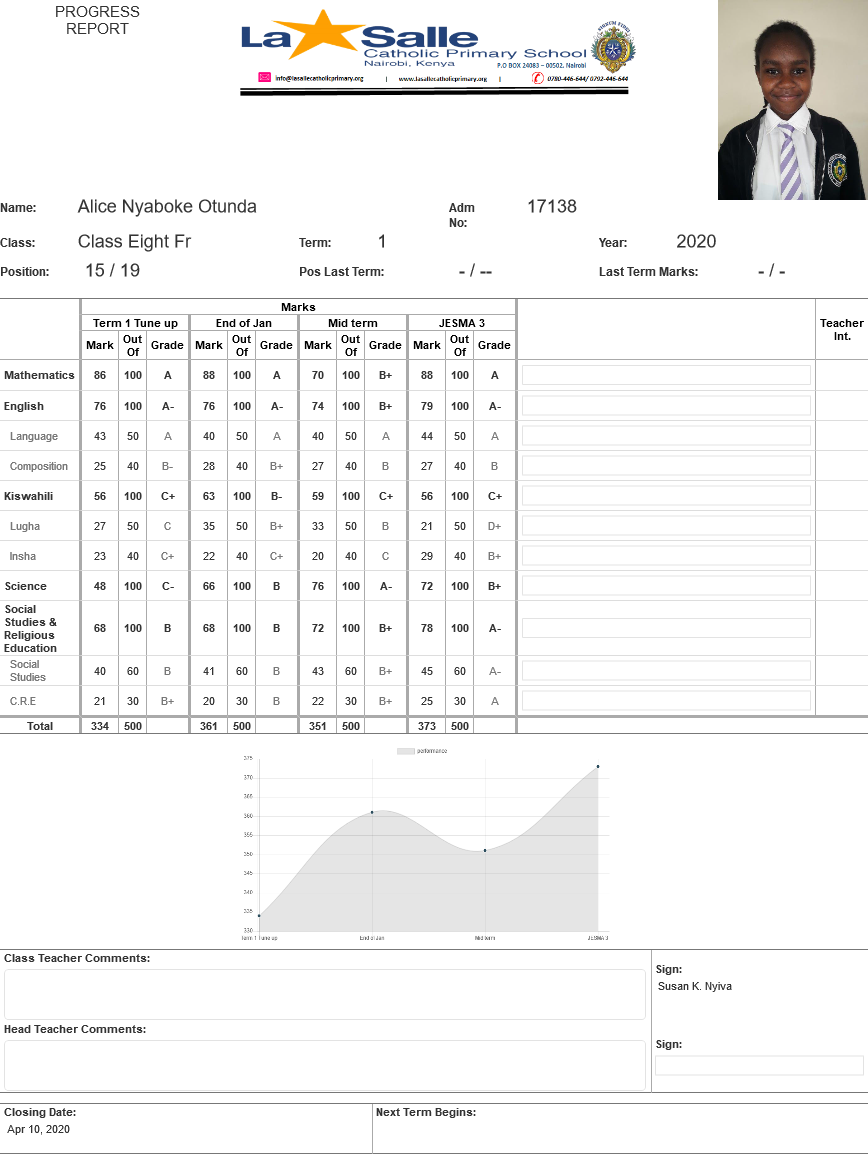 PROGRESS
REPORT
La Salle
Catholic Primary School
Nairobi, Kenya
P.O BOX 24083 – 00502, Nairobi
info@lasallecatholicprimary.org | www.lasallecatholicprimary.org | 0780-446-644/ 0792-446-644
Name: Alice Nyaboke Otunda Adm No: 17138
Class: Class Eight Fr Term: 1 Year: 2020
Position: 15 / 19 Pos Last Term: - / -- Last Term Marks: - / -
Marks
Term 1 Tune up End of Jan Mid term JESMA 3 Teacher Int.
Mark Out Of Grade Mark Out Of Grade Mark Out Of Grade Mark Out Of Grade
Mathematics 86 100 A 88 100 A 70 100 B+ 88 100 A
English 76 100 A- 76 100 A- 74 100 B+ 79 100 A-
Language 43 50 A 40 50 A 40 50 A 44 50 A
Composition 25 40 B- 28 40 B+ 27 40 B 27 40 B
Kiswahili 56 100 C+ 63 100 B- 59 100 C+ 56 100 C+
Lugha 27 50 C 35 50 B+ 33 50 B 21 50 D+
Insha 23 40 C+ 22 40 C+ 20 40 C 29 40 B+
Science 48 100 C- 66 100 B 76 100 A- 72 100 B+
Social Studies & Religious Education 68 100 B 68 100 B 72 100 B+ 78 100 A-
Social Studies 40 60 B 41 60 B 43 60 B+ 45 60 A-
C.R.E 21 30 B+ 20 30 B 22 30 B+ 25 30 A
Total 334 500 361 500 351 500 373 500
performance
375
370
365
360
355
350
345
340
335
330
Term 1 Tune up End of Jan Mid term JESMA 3
Class Teacher Comments:
Sign:
Susan K. Nyiva
Head Teacher Comments:
Sign:
Closing Date: Next Term Begins:
Apr 10, 2020